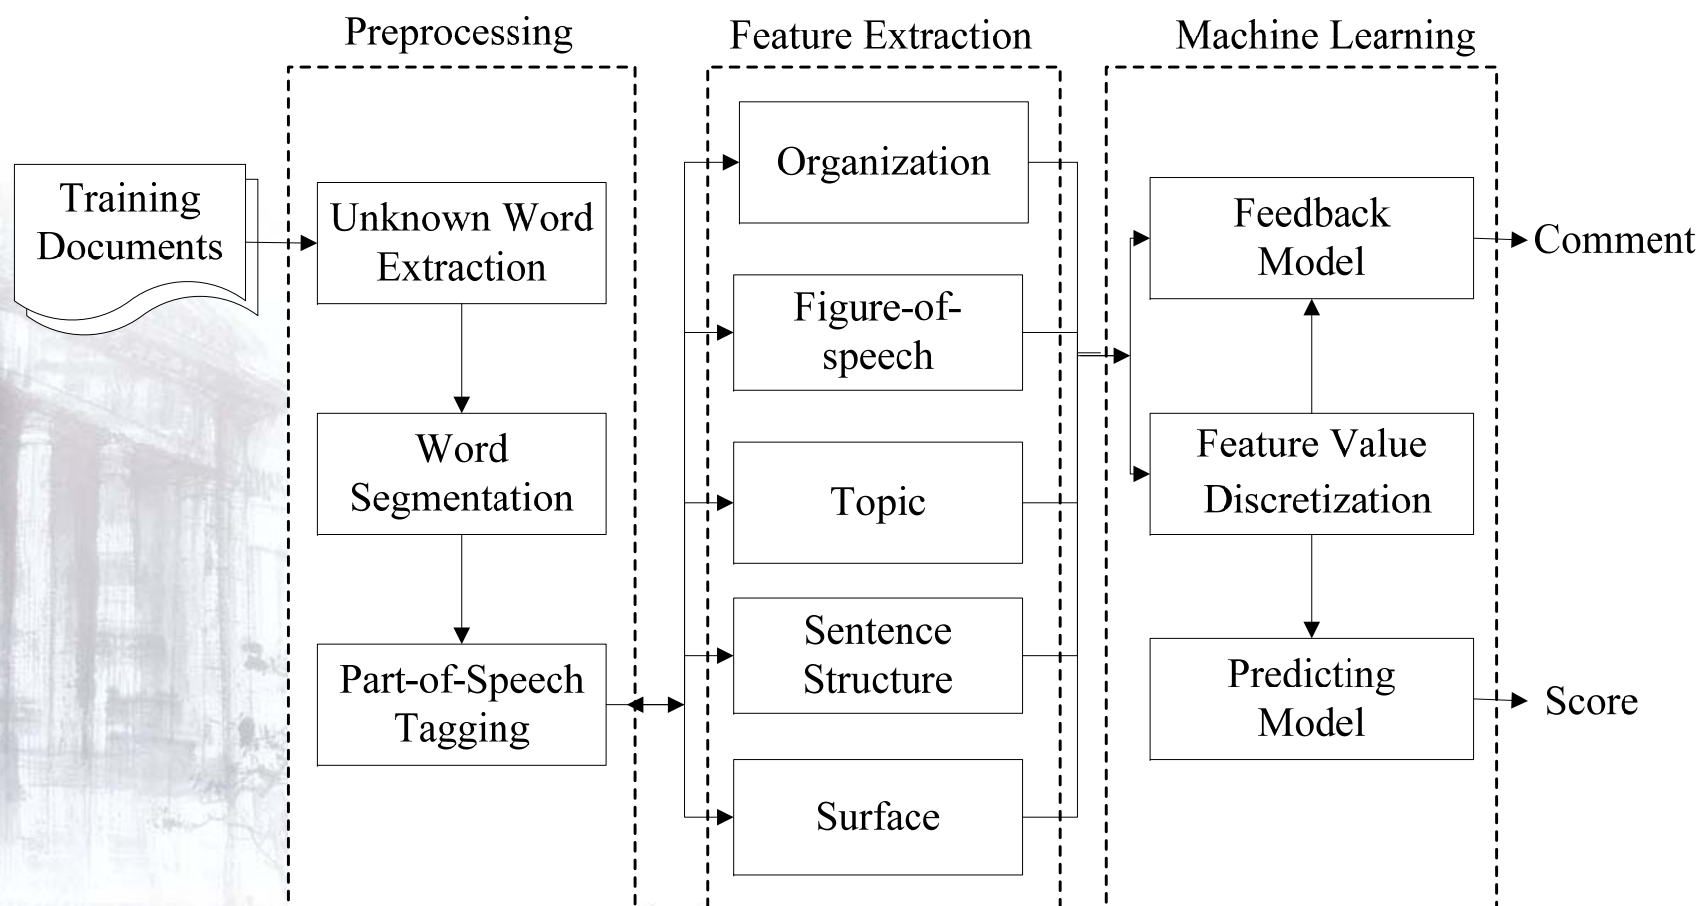 Preprocessing
Feature Extraction
Machine Learning
Training
Documents
Unknown Word
Extraction
Word
Segmentation
Part-of-Speech
Tagging
Organization
Figure-of-
speech
Topic
Sentence
Structure
Surface
Feedback
Model
Feature Value
Discretization
Predicting
Model
Comment
Score